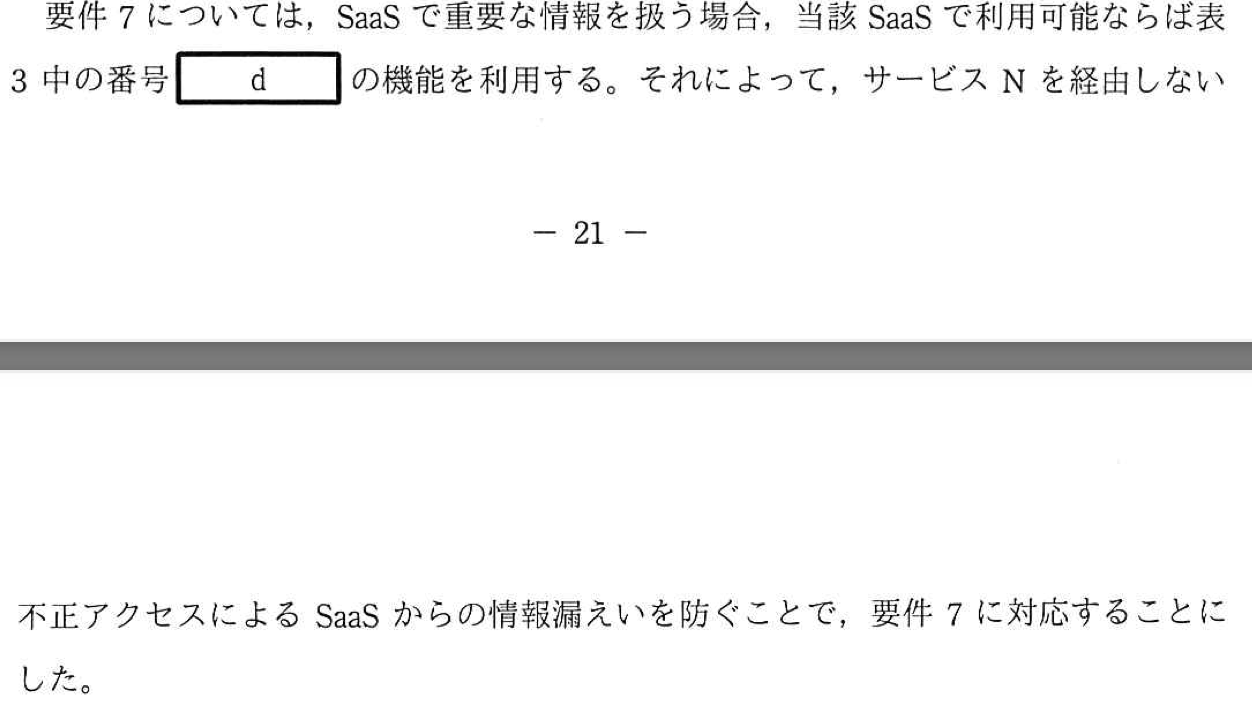 要件 7 については，SaaS で重要な情報を扱う場合，当該 SaaS で利用可能ならば表
3 中の番号 d の機能を利用する。それによって，サービス N を経由しない
－ 21 －
不正アクセスによる SaaS からの情報漏えいを防ぐことで，要件 7 に対応することに
した。